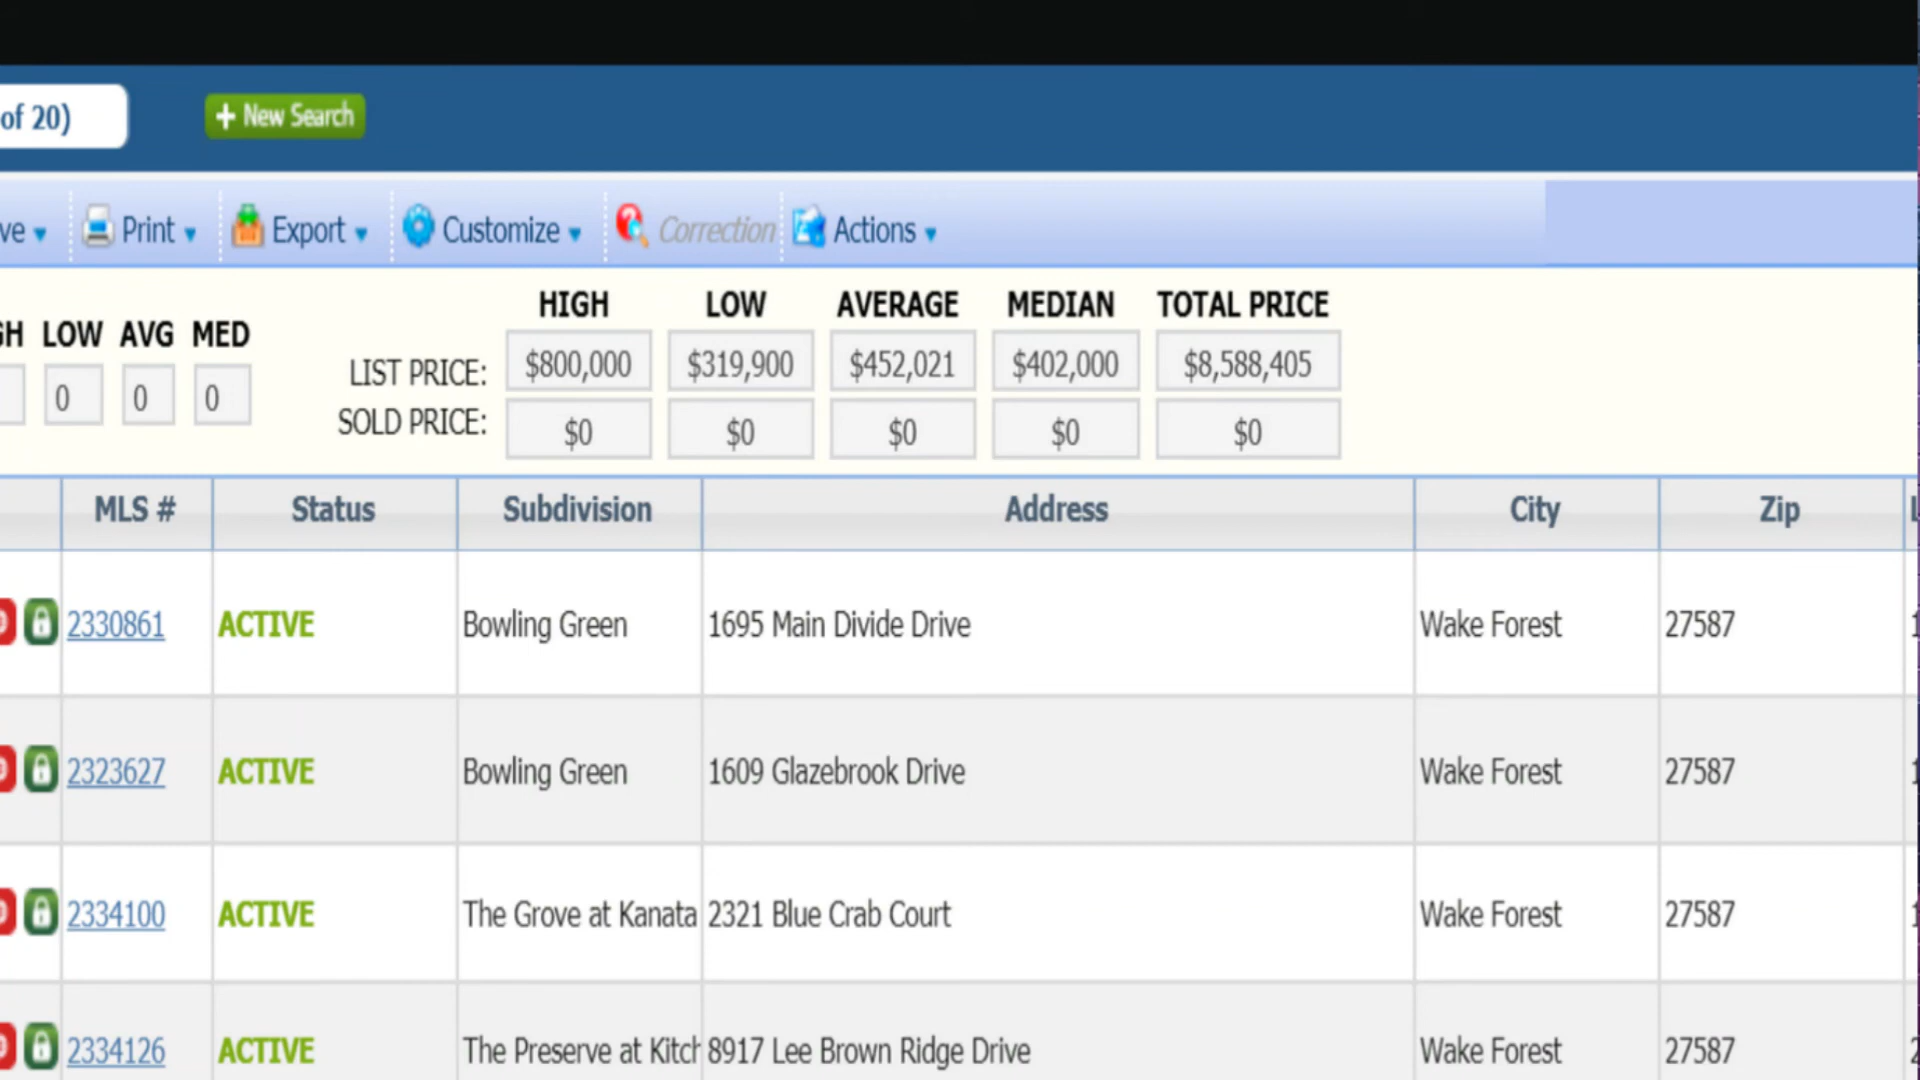 of 20)
+ New Search
ve
Print
Export
Customize
Correction
Actions
HIGH LOW AVERAGE MEDIAN TOTAL PRICE
GH LOW AVG MED
LIST PRICE: $800,000 $319,900 $452,021 $402,000 $8,588,405
0 0 0
SOLD PRICE: $0 $0 $0 $0 $0
MLS # Status Subdivision Address City Zip L
2330861 ACTIVE Bowling Green 1695 Main Divide Drive Wake Forest 27587
2323627 ACTIVE Bowling Green 1609 Glazebrook Drive Wake Forest 27587
2334100 ACTIVE The Grove at Kanata 2321 Blue Crab Court Wake Forest 27587
2334126 ACTIVE The Preserve at Kitch 8917 Lee Brown Ridge Drive Wake Forest 27587